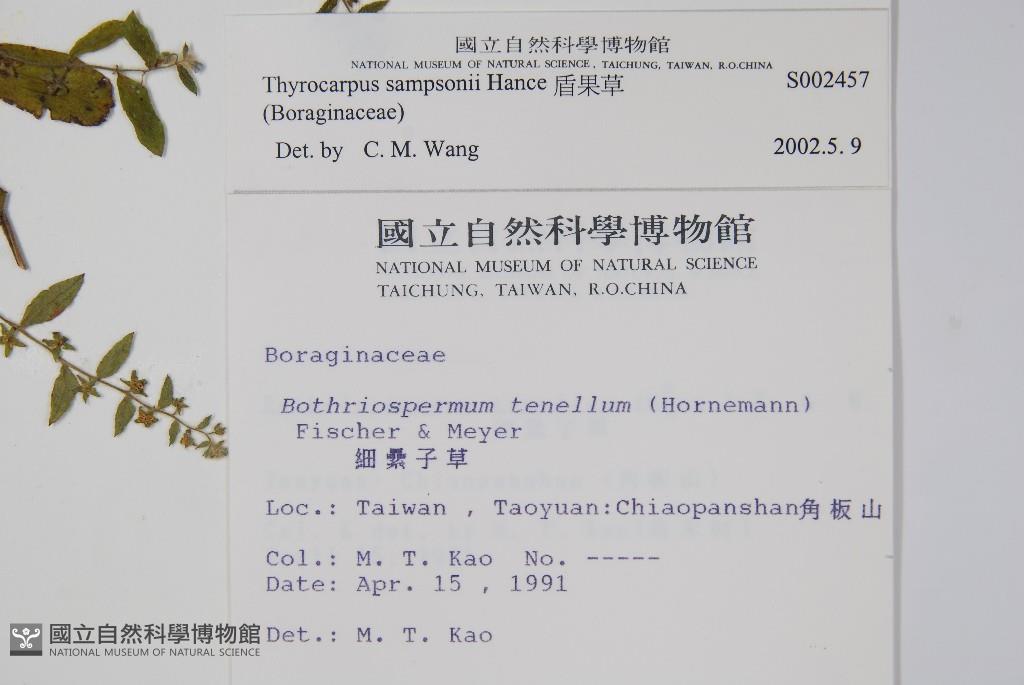 國立自然科學博物館
NATIONAL MUSEUM OF NATURAL SCIENCE, TAICHUNG, TAIWAN, R.O.CHINA
Thyrocarpus sampsonii Hance 盾果草 S002457
(Boraginaceae)
Det. by C. M. Wang 2002.5. 9
國立自然科學博物館
NATIONAL MUSEUM OF NATURAL SCIENCE
TAICHUNG, TAIWAN, R.O.CHINA
Boraginaceae
Bothriospermum tenellum (Hornemann)
Fischer & Meyer
細纍子草
Loc.: Taiwan , Taoyuan:Chiaopanshan角板山
Col.: M. T. Kao No. -----
Date: Apr. 15 , 1991
Det.: M. T. Kao
國立自然科學博物館
NATIONAL MUSEUM OF NATURAL SCIENCE